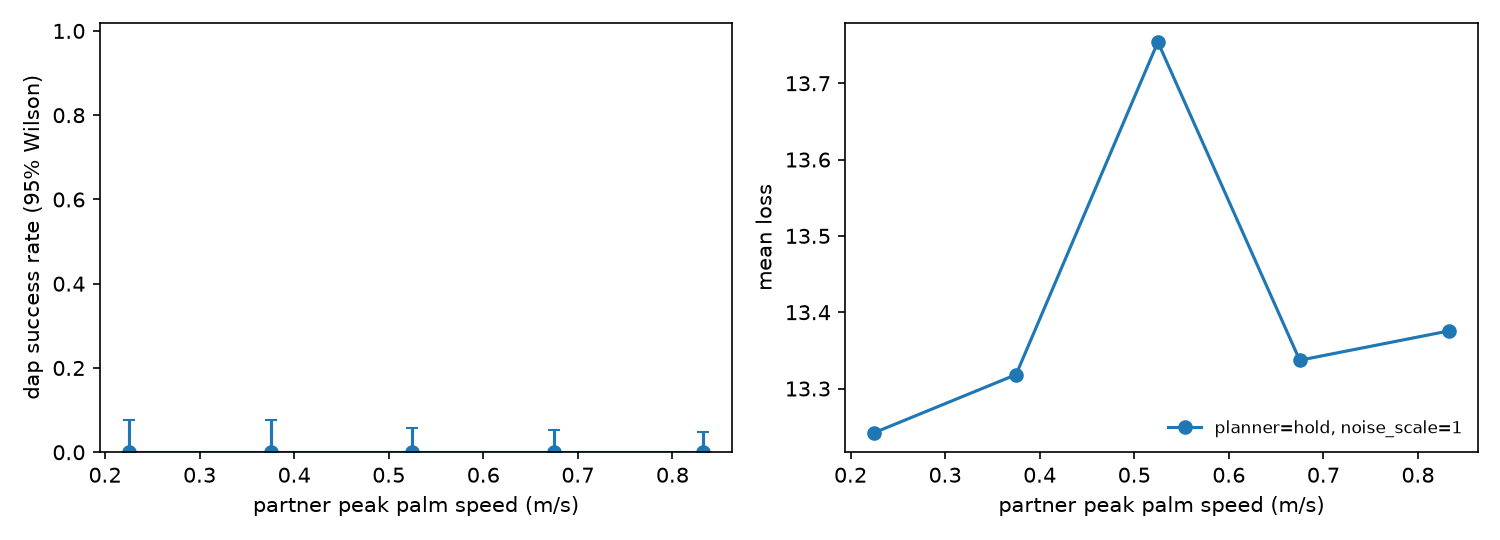 1.0
0.8
0.6
0.4
0.2
0.0
dap success rate (95% Wilson)
0.2 0.3 0.4 0.5 0.6 0.7 0.8
partner peak palm speed (m/s)
13.7
13.6
13.5
13.4
13.3
mean loss
planner=hold, noise_scale=1
0.2 0.3 0.4 0.5 0.6 0.7 0.8
partner peak palm speed (m/s)